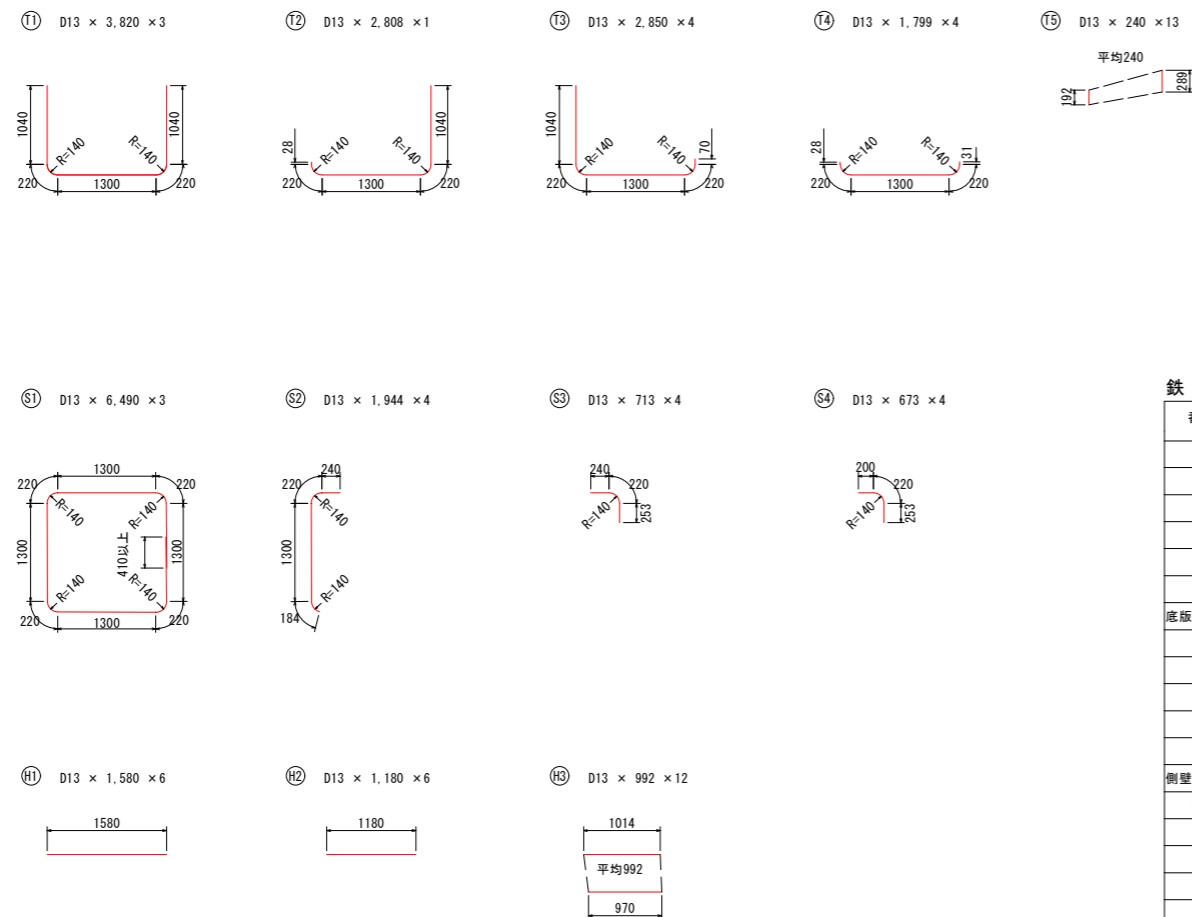 T1 D13 × 3,820 ×3
1040
1040
R=140
R=140
220
1300
220
T2 D13 × 2,808 ×1
28
1040
R=140
R=140
220
1300
220
T3 D13 × 2,850 ×4
1040
70
R=140
R=140
220
1300
220
T4 D13 × 1,799 ×4
28
31
R=140
R=140
220
1300
220
T5 D13 × 240 ×13
平均240
192
289
S1 D13 × 6,490 ×3
1300
220
220
R=140
R=140
1300
410以上
1300
R=140
R=140
220
1300
220
S2 D13 × 1,944 ×4
240
220
R=140
1300
R=140
184
S3 D13 × 713 ×4
240
220
R=140
253
S4 D13 × 673 ×4
200
220
R=140
253
鉄
底版
側壁
H1 D13 × 1,580 ×6
1580
H2 D13 × 1,180 ×6
1180
H3 D13 × 992 ×12
1014
平均992
970